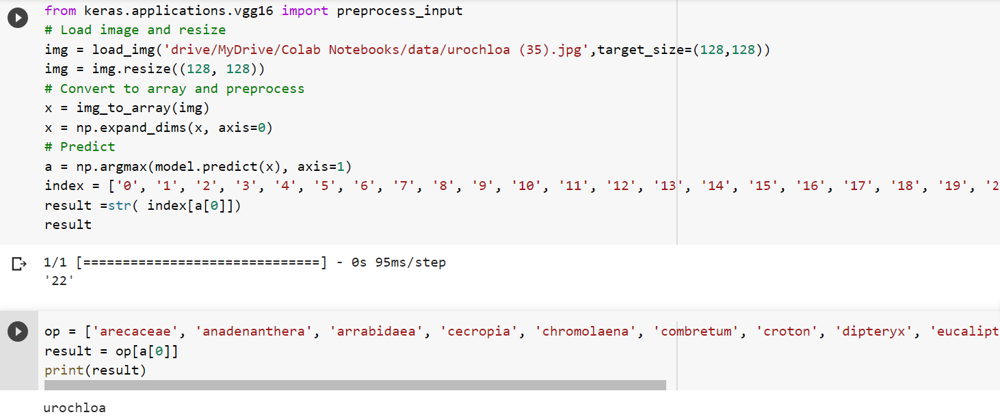 from keras.applications.vgg16 import preprocess_input
# Load image and resize
img = load_img('drive/MyDrive/Colab Notebooks/data/urochloa (35).jpg',target_size=(128,128))
img = img.resize((128, 128))
# Convert to array and preprocess
x = img_to_array(img)
x = np.expand_dims(x, axis=0)
# Predict
a = np.argmax(model.predict(x), axis=1)
index = ['0', '1', '2', '3', '4', '5', '6', '7', '8', '9', '10', '11', '12', '13', '14', '15', '16', '17', '18', '19', '2
result =str( index[a[0]])
result
1/1 [==============================] - 0s 95ms/step
'22'
op = ['arecaceae', 'anadenanthera', 'arrabidaea', 'cecropia', 'chromolaena', 'combretum', 'croton', 'dipteryx', 'eucalipt
result = op[a[0]]
print(result)
urochloa